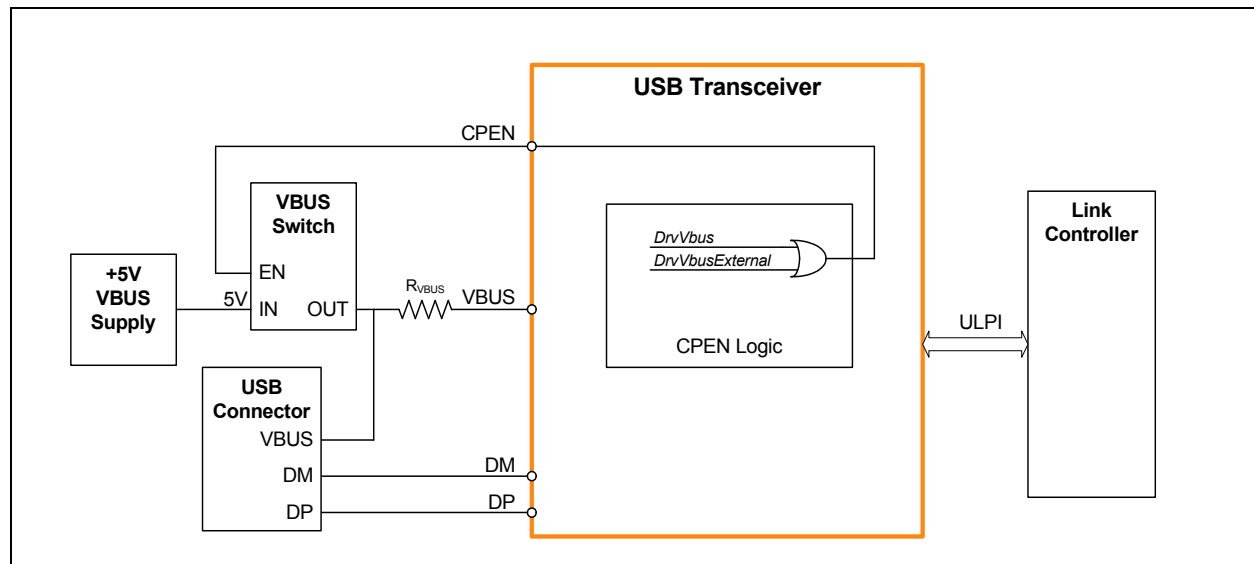 USB Transceiver
CPEN
VBUS
Switch
EN
IN
OUT
+5V
VBUS
Supply
5V
RVBUS
VBUS
DrvVbus
DrvVbusExternal
CPEN Logic
ULPI
Link
Controller
USB
Connector
VBUS
DM
DP
DM
DP